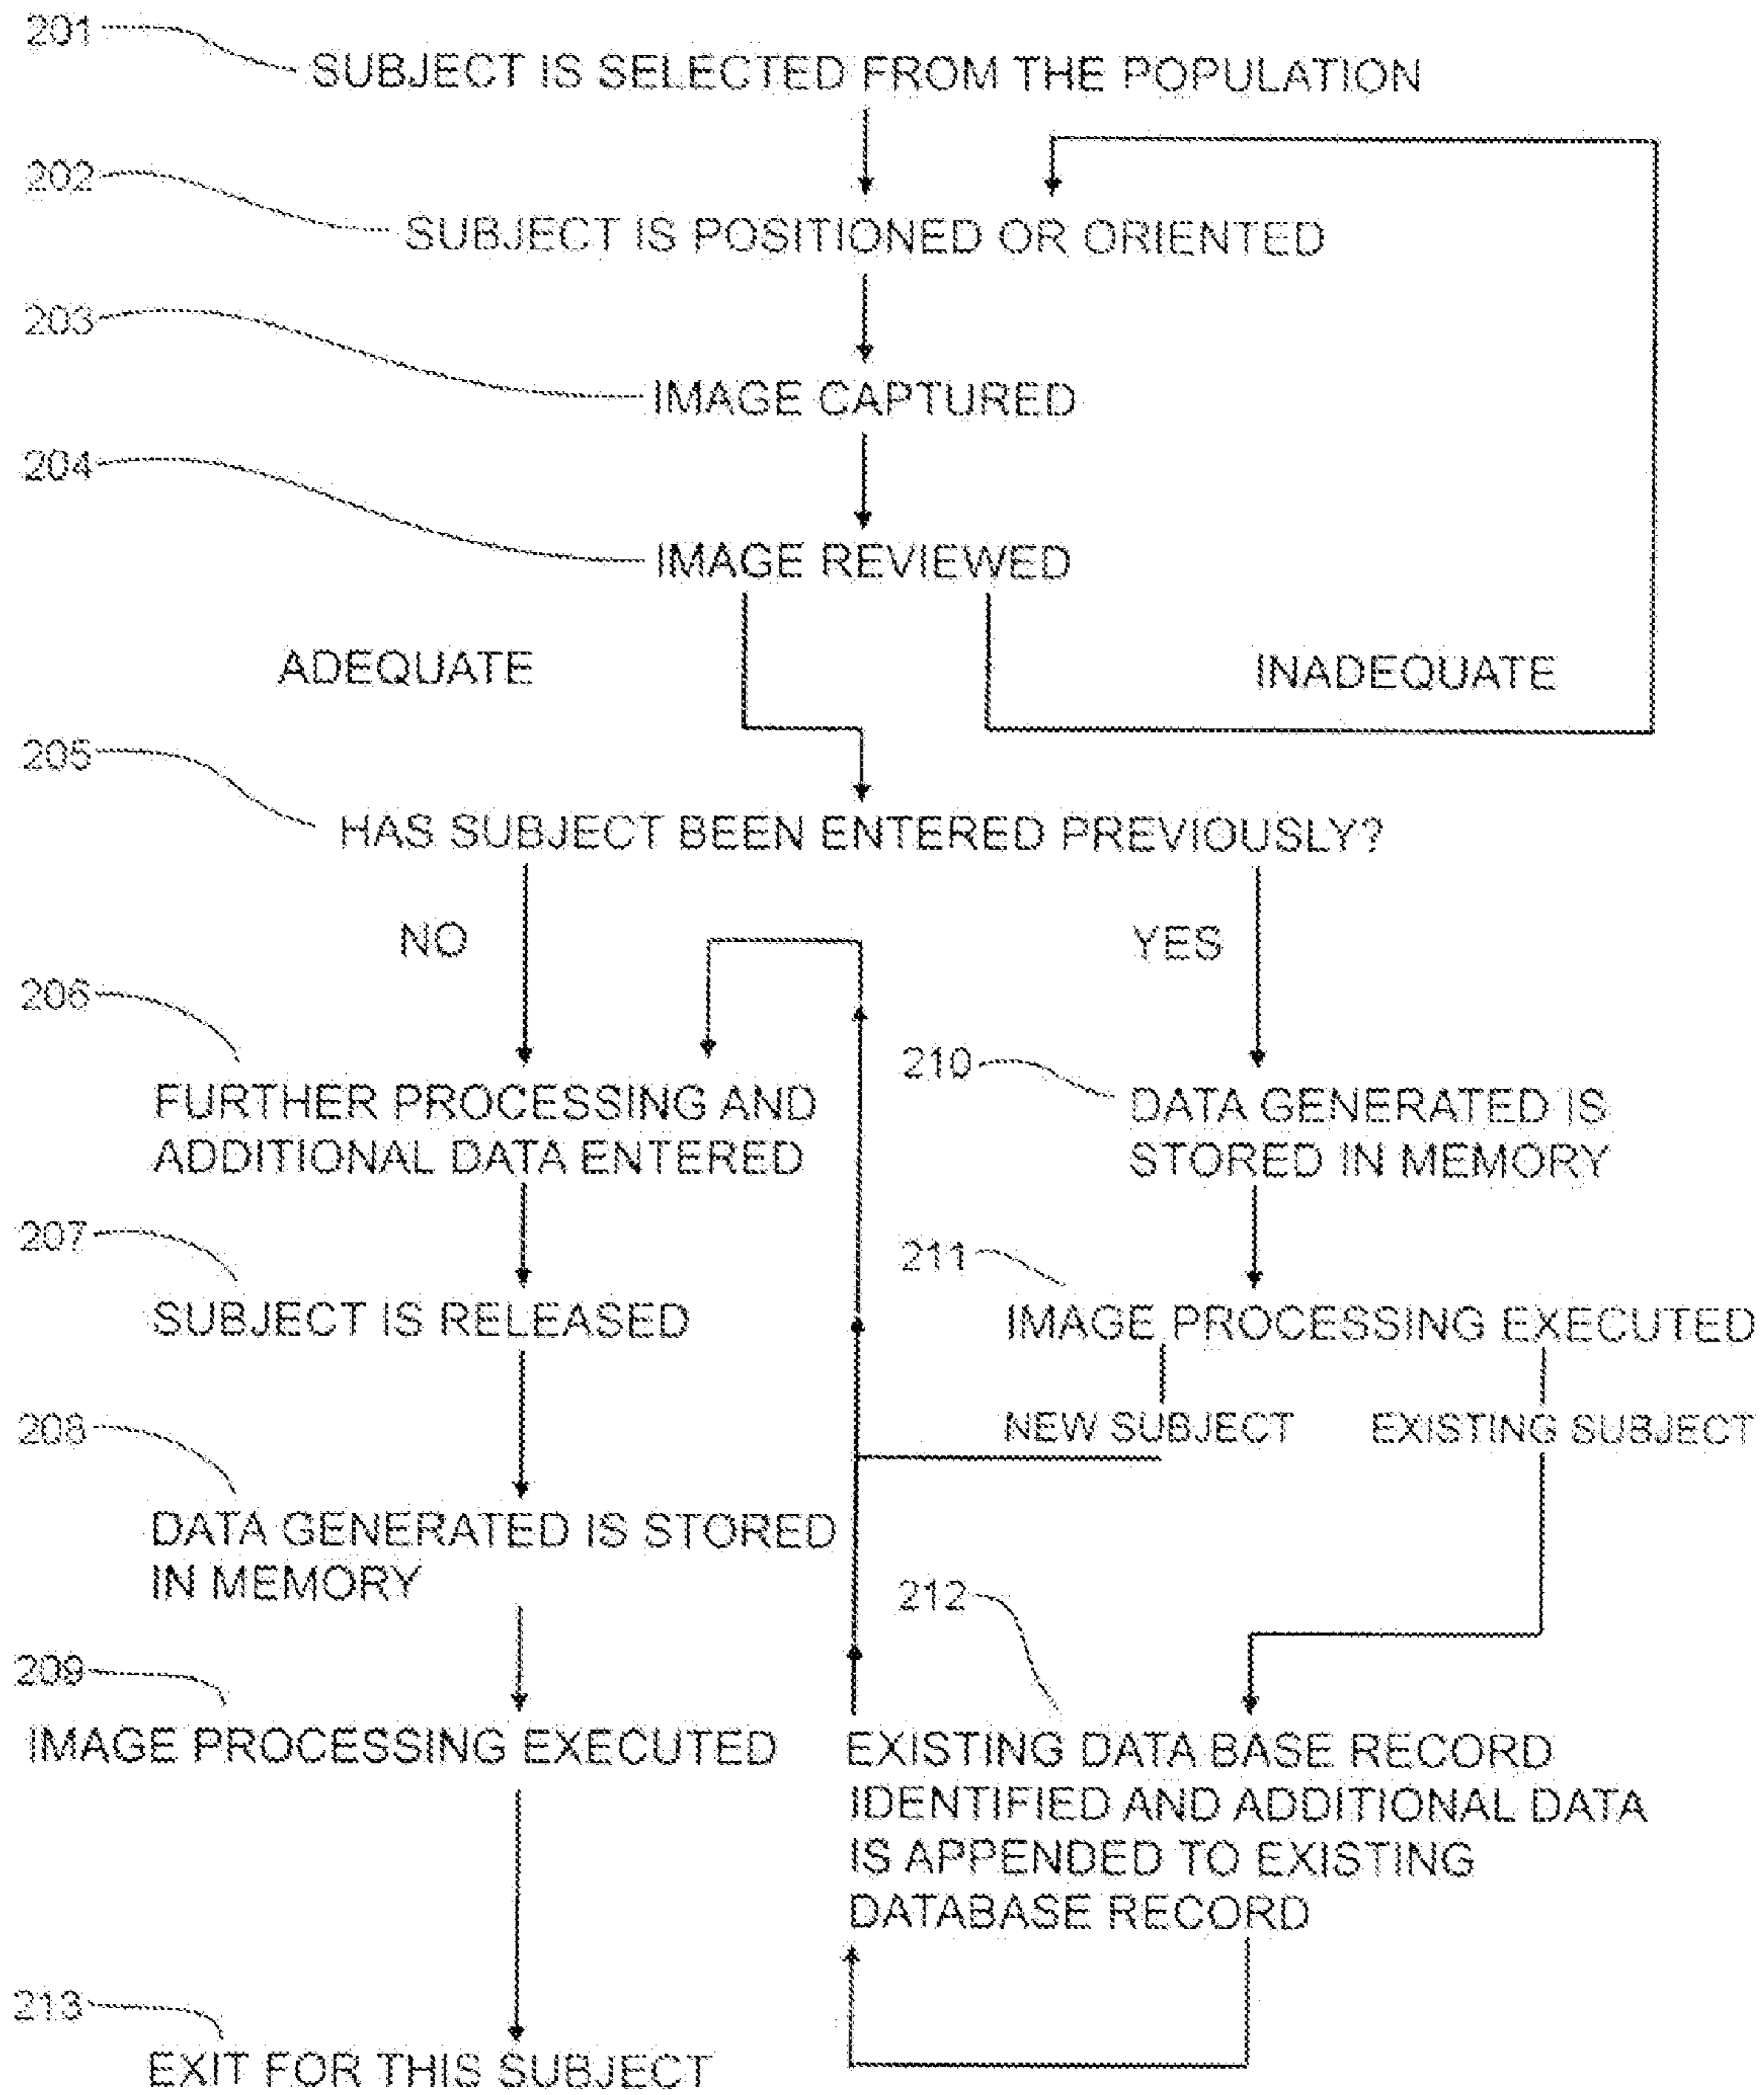 201
SUBJECT IS SELECTED FROM THE POPULATION
202
SUBJECT IS POSITIONED OR ORIENTED
203
IMAGE CAPTURED
204
IMAGE REVIEWED
ADEQUATE
INADEQUATE
205
HAS SUBJECT BEEN ENTERED PREVIOUSLY?
NO
YES
206
FURTHER PROCESSING AND
ADDITIONAL DATA ENTERED
210
DATA GENERATED IS
STORED IN MEMORY
207
SUBJECT IS RELEASED
211
IMAGE PROCESSING EXECUTED
NEW SUBJECT
EXISTING SUBJECT
208
DATA GENERATED IS STORED
IN MEMORY
212
EXISTING DATA BASE RECORD
IDENTIFIED AND ADDITIONAL DATA
IS APPENDED TO EXISTING
DATABASE RECORD
209
IMAGE PROCESSING EXECUTED
213
EXIT FOR THIS SUBJECT